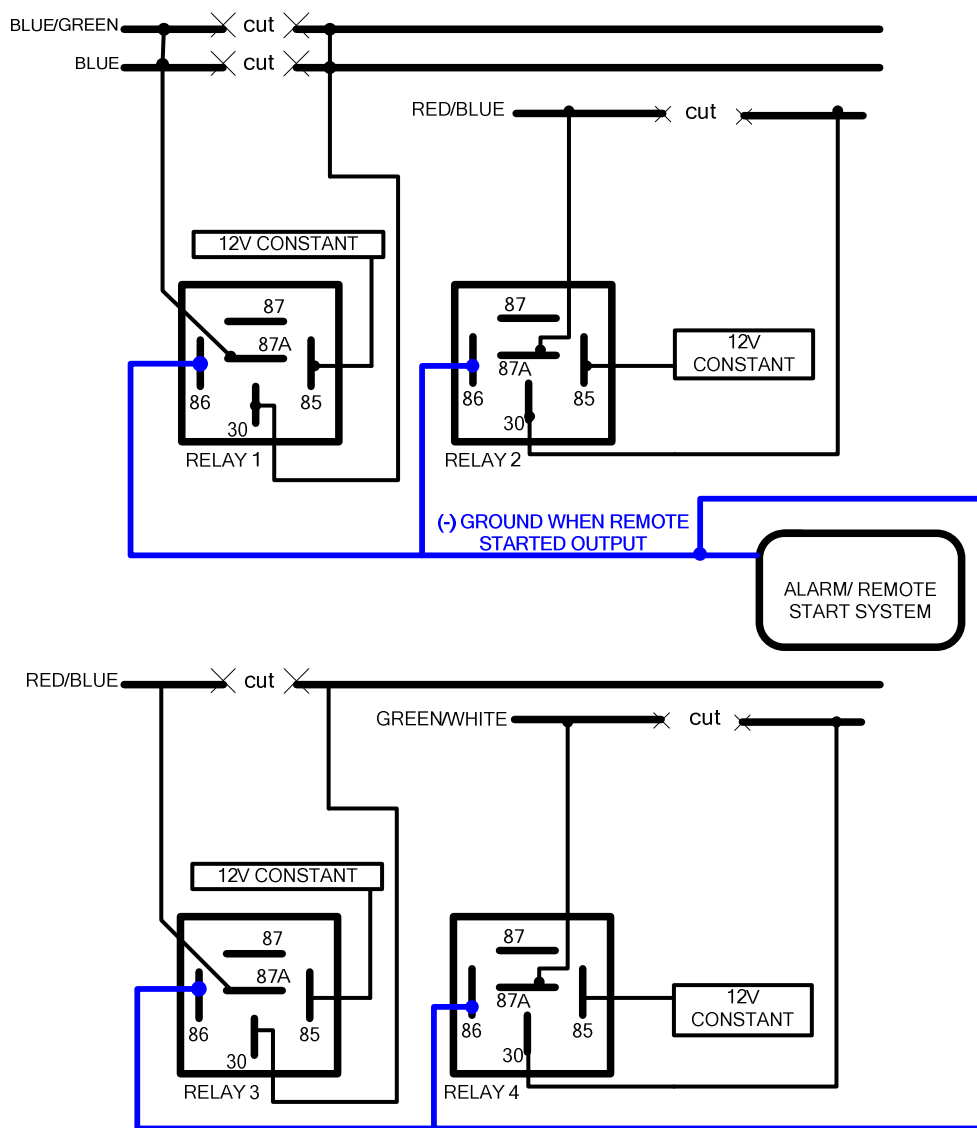 BLUE/GREEN
cut
BLUE
cut
RED/BLUE
cut
12V CONSTANT
87
87A
86
85
30
RELAY 1
87
87A
86
85
30
RELAY 2
12V
CONSTANT
(-) GROUND WHEN REMOTE
STARTED OUTPUT
ALARM/ REMOTE
START SYSTEM
RED/BLUE
cut
GREEN/WHITE
cut
12V CONSTANT
87
87A
86
85
30
RELAY 3
87
87A
86
85
30
RELAY 4
12V
CONSTANT